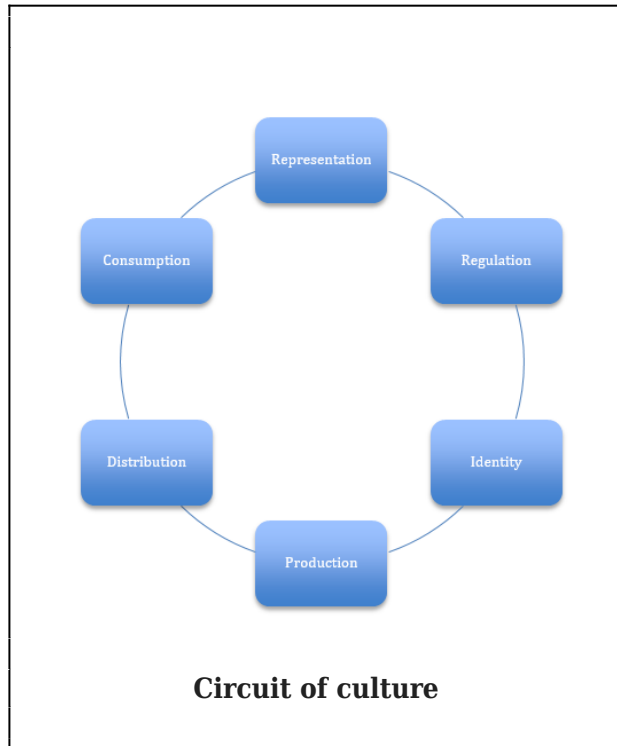 Representation
Consumption
Regulation
Distribution
Identity
Production
Circuit of culture